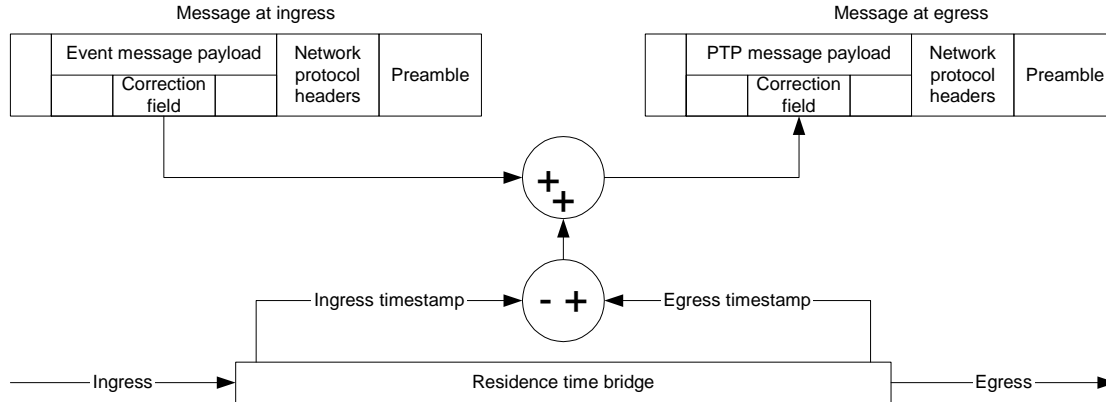 Message at ingress
Message at egress
Event message payload
Network
protocol
headers
Preamble
Correction
field
PTP message payload
Network
protocol
headers
Preamble
Correction
field
+
+
Ingress timestamp
- +
Egress timestamp
Ingress
Residence time bridge
Egress